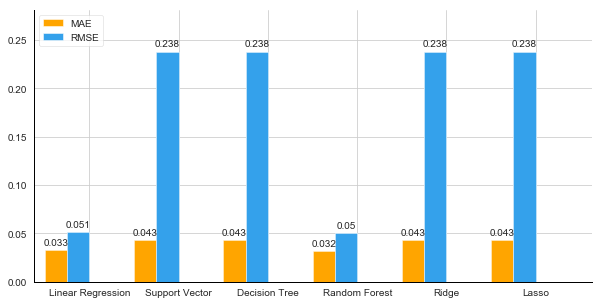 MAE
RMSE
0.25
0.20
0.15
0.10
0.05
0.00
0.033
0.051
0.043
0.238
0.043
0.238
0.032
0.05
0.043
0.238
0.043
0.238
Linear Regression
Support Vector
Decision Tree
Random Forest
Ridge
Lasso